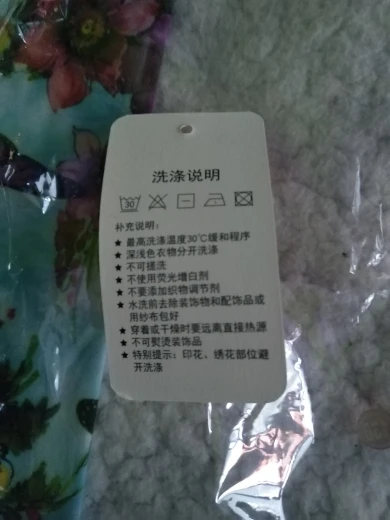 洗涤说明
30
补充说明:
★ 最高洗涤温度30℃缓和程序
★ 深浅色衣物分开洗涤
★ 不可搓洗
★ 不使用荧光增白剂
★ 不要添加织物调节剂
★ 水洗前去除装饰物和配饰品或
用纱布包好
★ 穿着或干燥时要远离直接热源
★ 不可熨烫装饰品
★ 特别提示：印花、绣花部位避
开洗涤